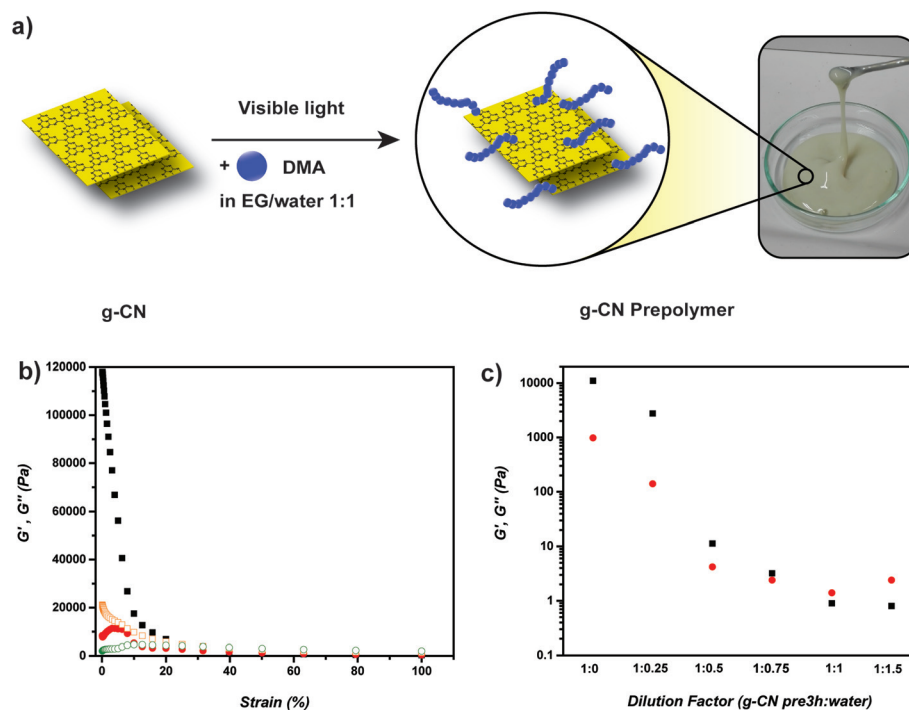 a)
Visible light
+ DMA
in EG/water 1:1
g-CN
g-CN Prepolymer
b)
120000
100000
80000
60000
40000
20000
0
G' , G'' (Pa)
0 20 40 60 80 100
Strain (%)
c)
10000
1000
100
10
1
0.1
G', G'' (Pa)
1:0 1:0.25 1:0.5 1:0.75 1:1 1:1.5
Dilution Factor (g-CN pre3h:water)